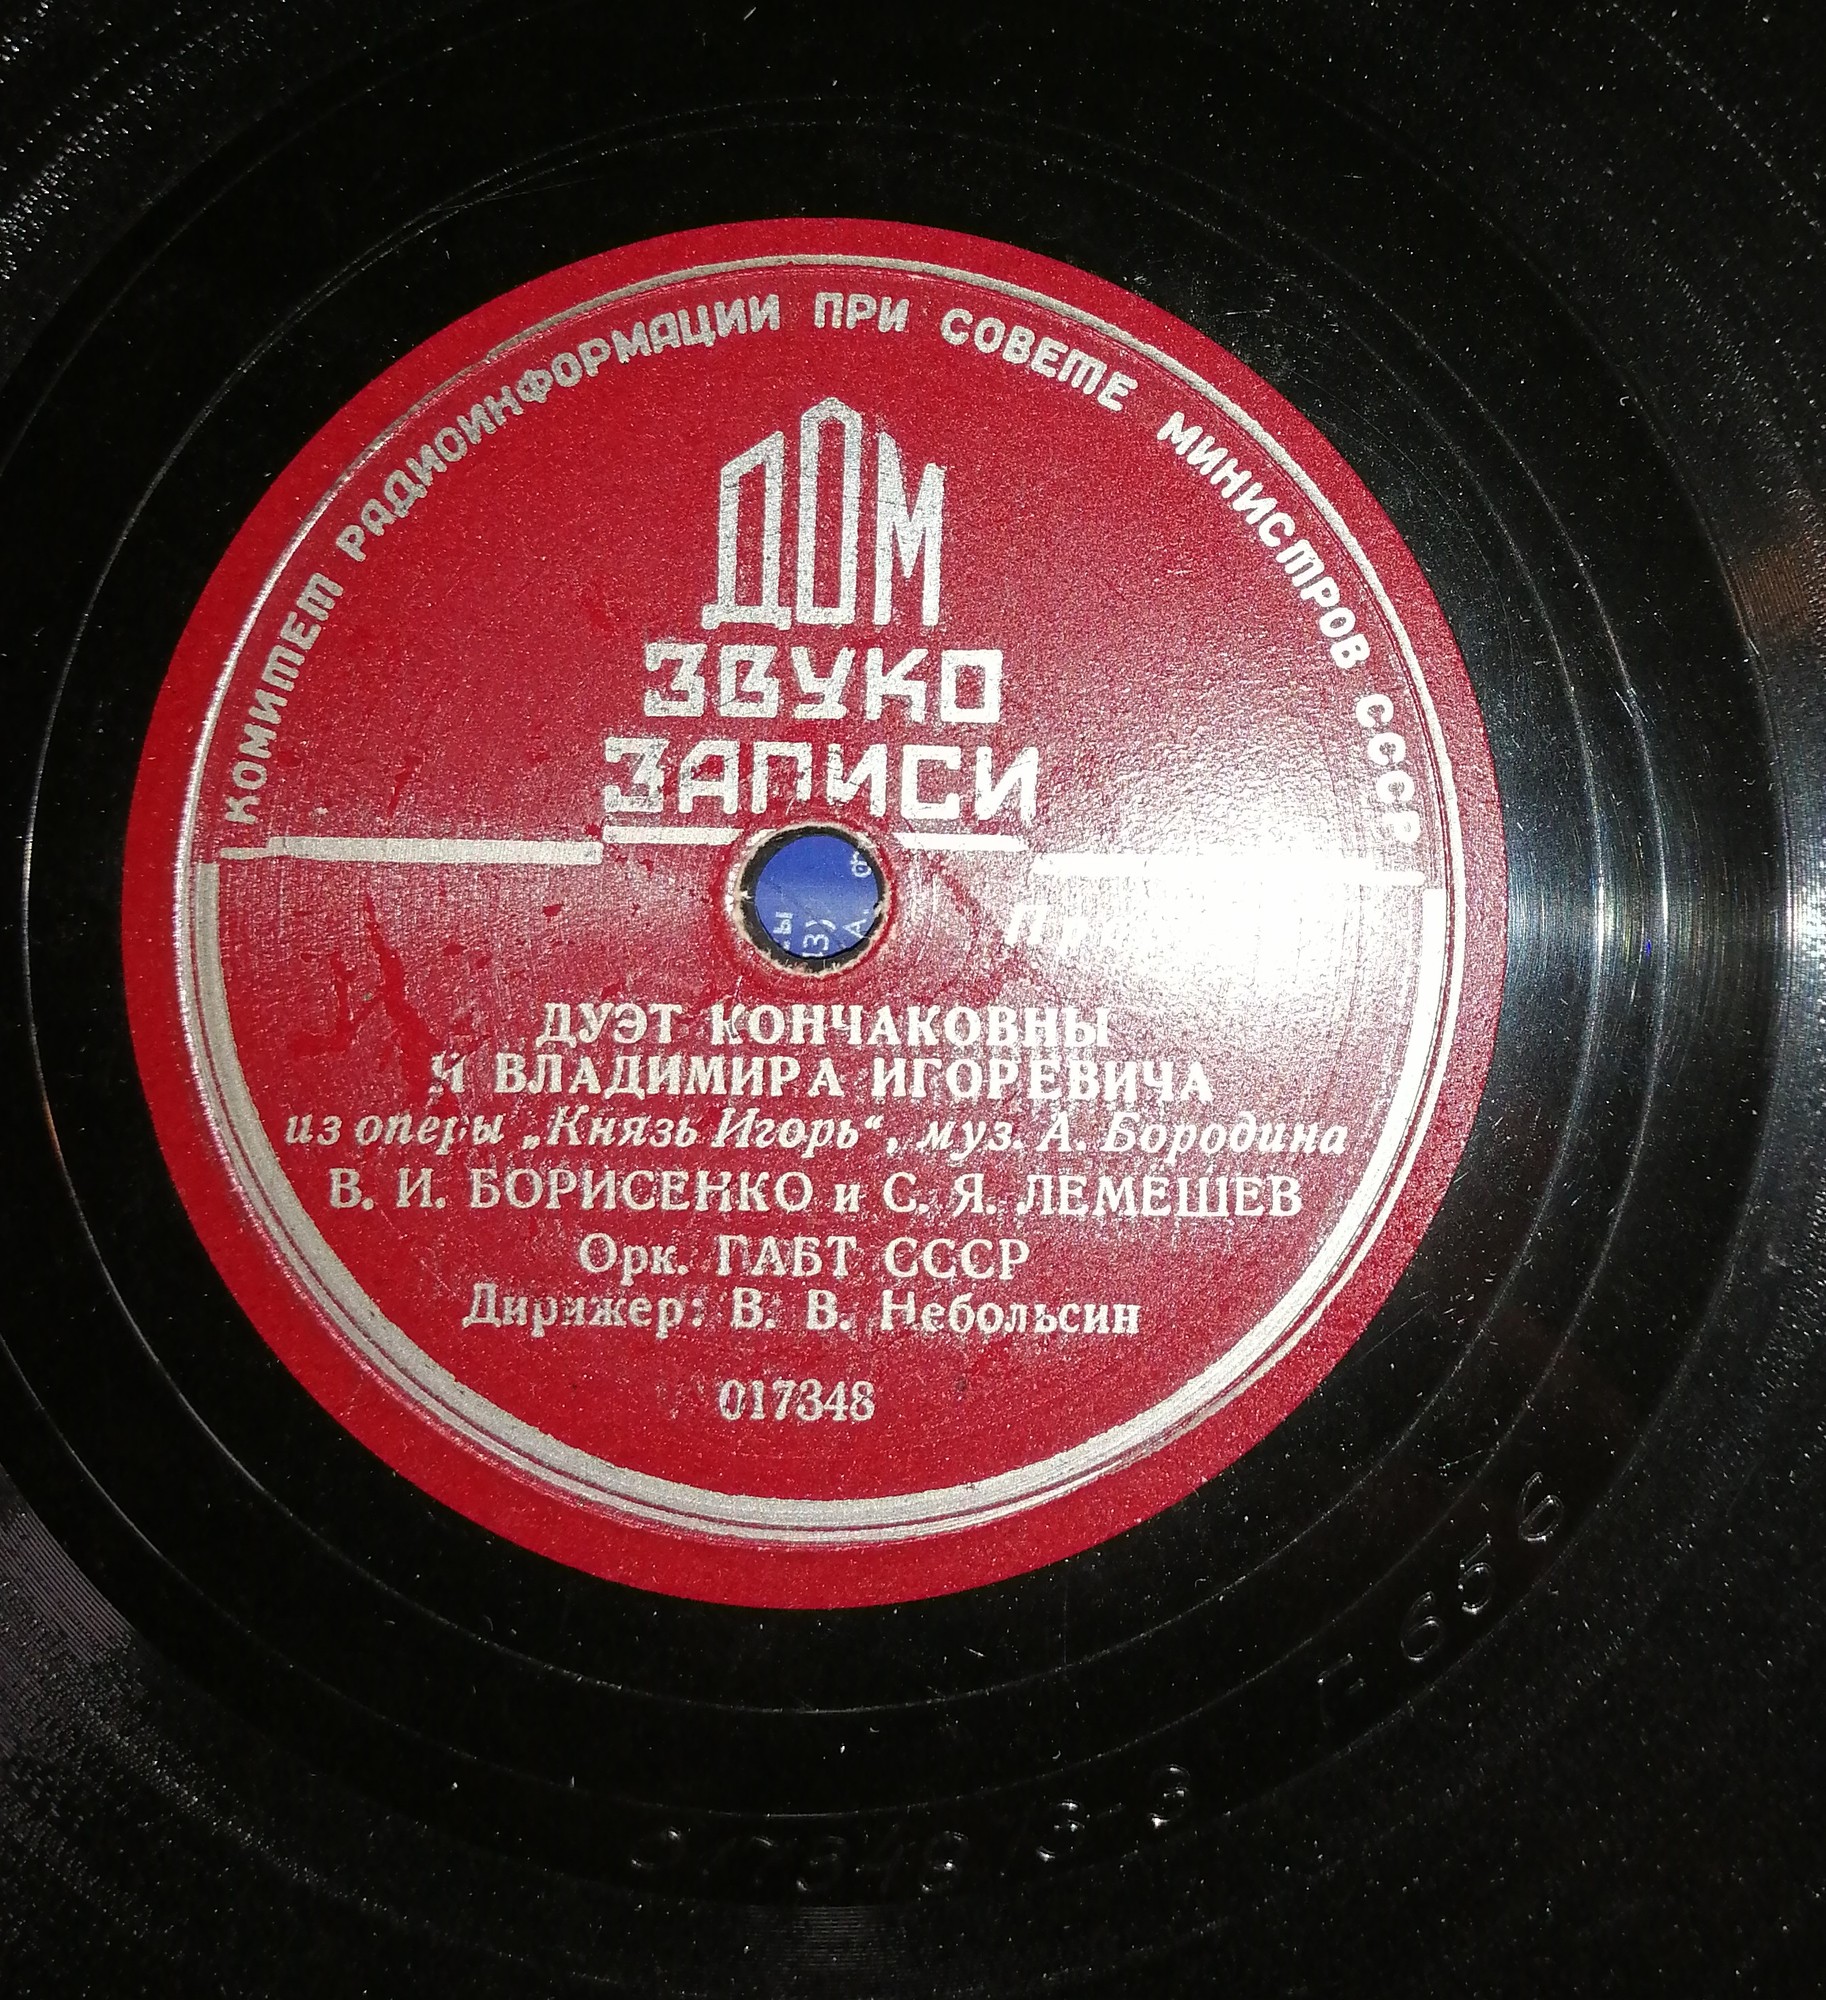 КОМИТЕТ РАДИОИНФОРМАЦИИ ПРИ СОВЕТЕ МИНИСТРОВ СССР
ДОМ
ЗВУКО
ЗАПИСИ
ДУЭТ КОНЧАКОВНЫ
И ВЛАДИМИРА ИГОРЕВИЧА
из оперы „Князь Игорь“, муз. А. Бородина
В. И. БОРИСЕНКО и С. Я. ЛЕМЕШЕВ
Орк. ГАБТ СССР
Дирижер: В. В. Небольсин
017348